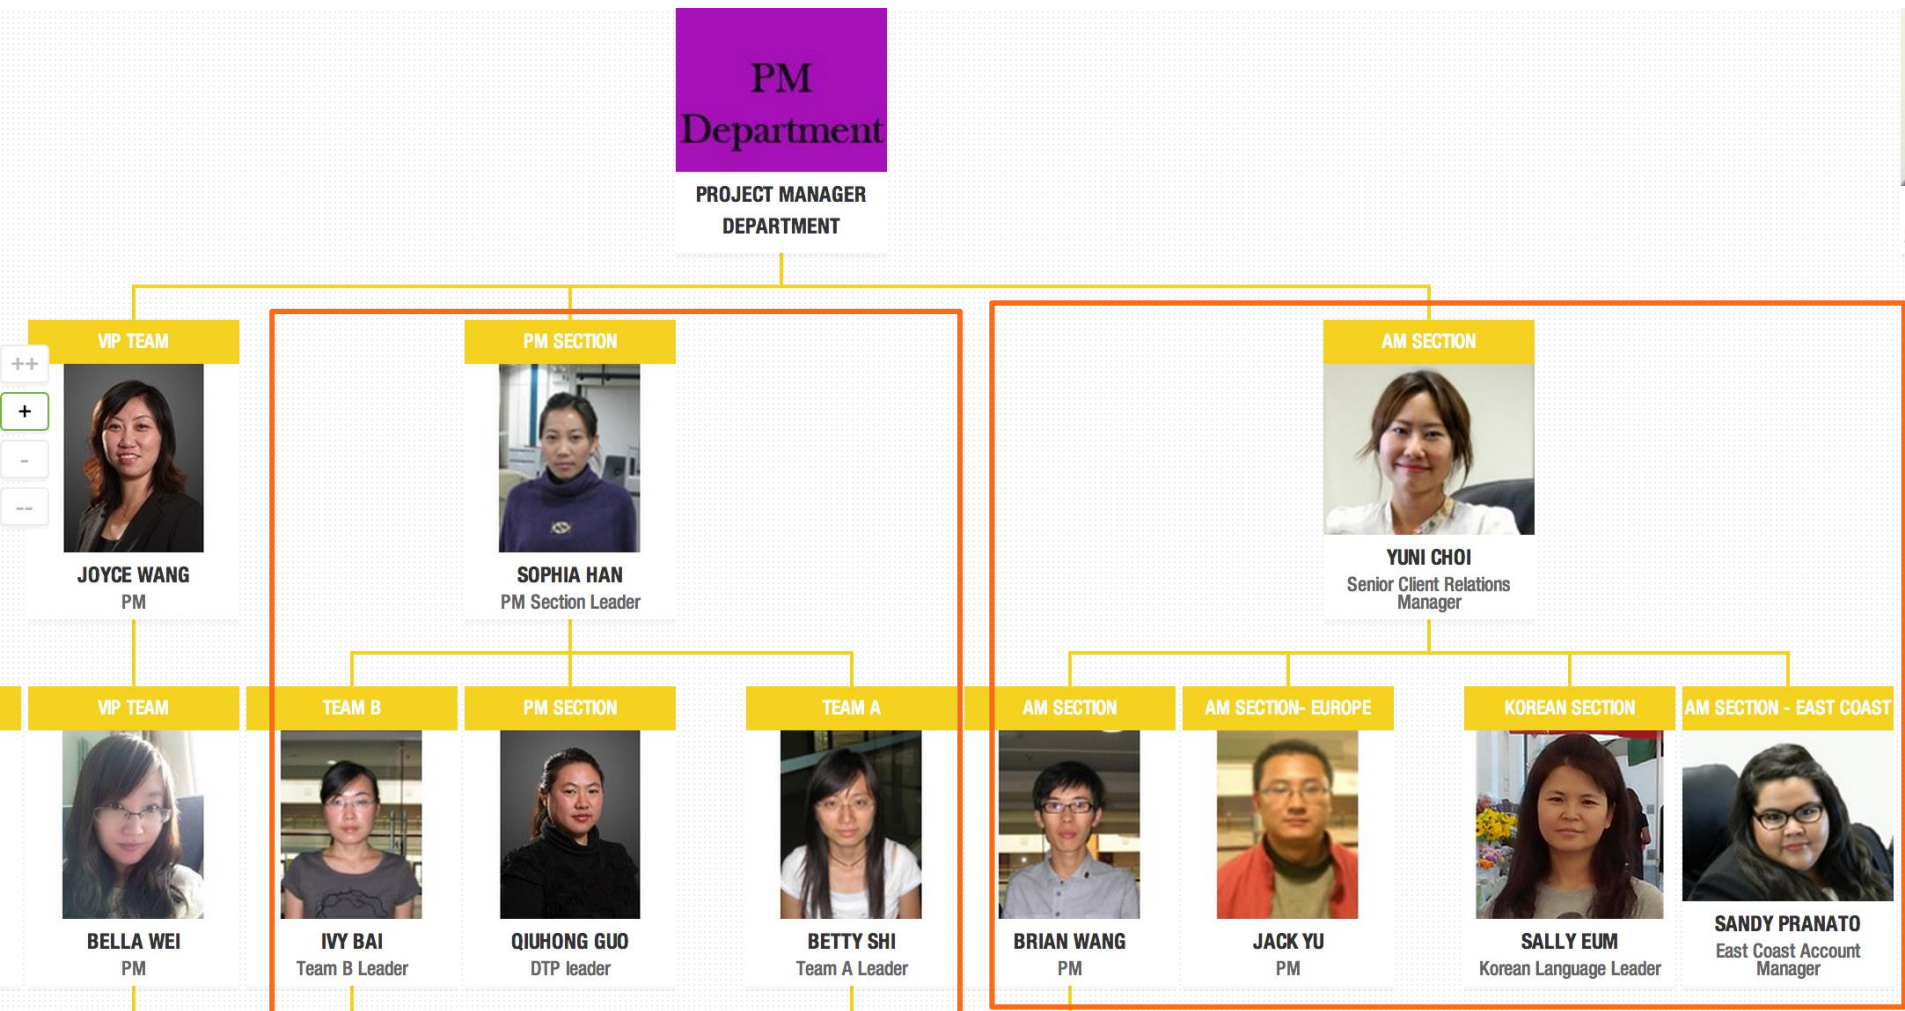 PM
Department
PROJECT MANAGER
DEPARTMENT
VIP TEAM
PM SECTION
AM SECTION
++
+
-
--
JOYCE WANG
PM
SOPHIA HAN
PM Section Leader
YUNI CHOI
Senior Client Relations
Manager
VIP TEAM
TEAM B
PM SECTION
TEAM A
AM SECTION
AM SECTION- EUROPE
KOREAN SECTION
AM SECTION - EAST COAST
BELLA WEI
PM
IVY BAI
Team B Leader
QIUHONG GUO
DTP leader
BETTY SHI
Team A Leader
BRIAN WANG
PM
JACK YU
PM
SALLY EUM
Korean Language Leader
SANDY PRANATO
East Coast Account
Manager